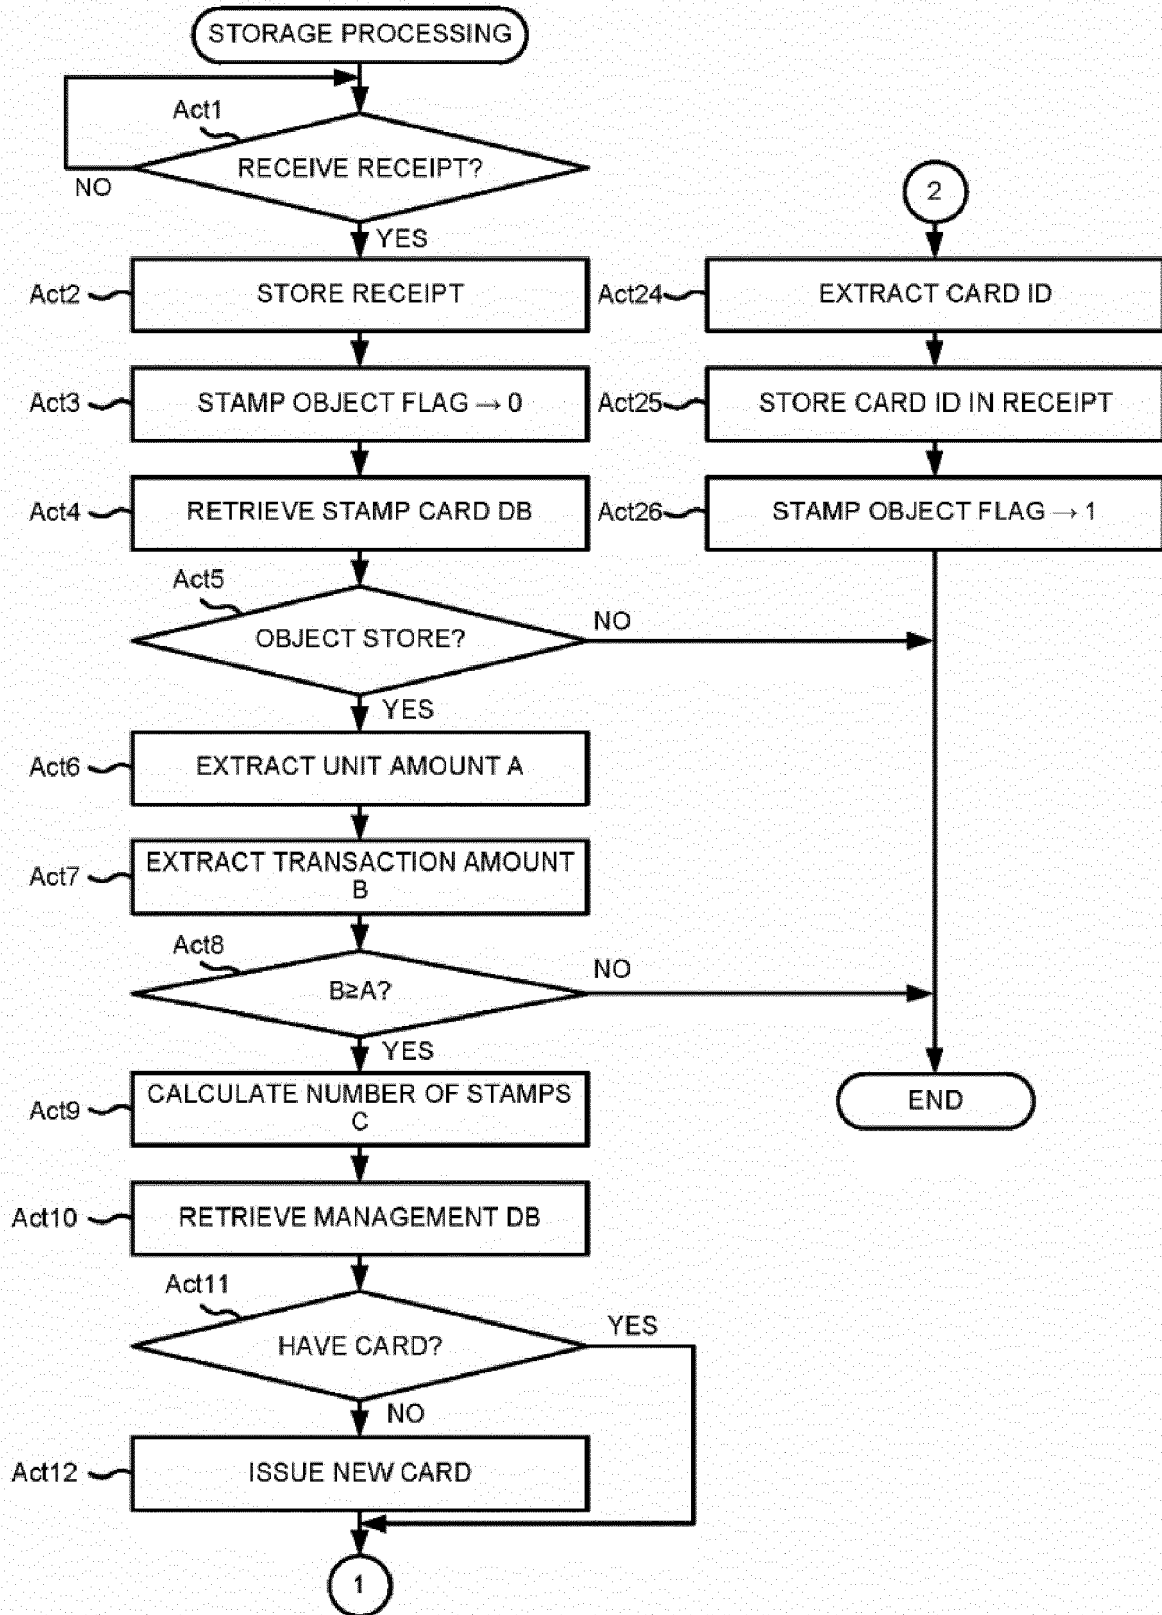 STORAGE PROCESSING
Act1
RECEIVE RECEIPT?
NO
YES
Act2
STORE RECEIPT
Act3
STAMP OBJECT FLAG → 0
Act4
RETRIEVE STAMP CARD DB
Act5
OBJECT STORE?
NO
YES
Act6
EXTRACT UNIT AMOUNT A
Act7
EXTRACT TRANSACTION AMOUNT
B
Act8
B≥A?
NO
YES
Act9
CALCULATE NUMBER OF STAMPS
C
Act10
RETRIEVE MANAGEMENT DB
Act11
HAVE CARD?
YES
NO
Act12
ISSUE NEW CARD
1
2
Act24
EXTRACT CARD ID
Act25
STORE CARD ID IN RECEIPT
Act26
STAMP OBJECT FLAG → 1
END